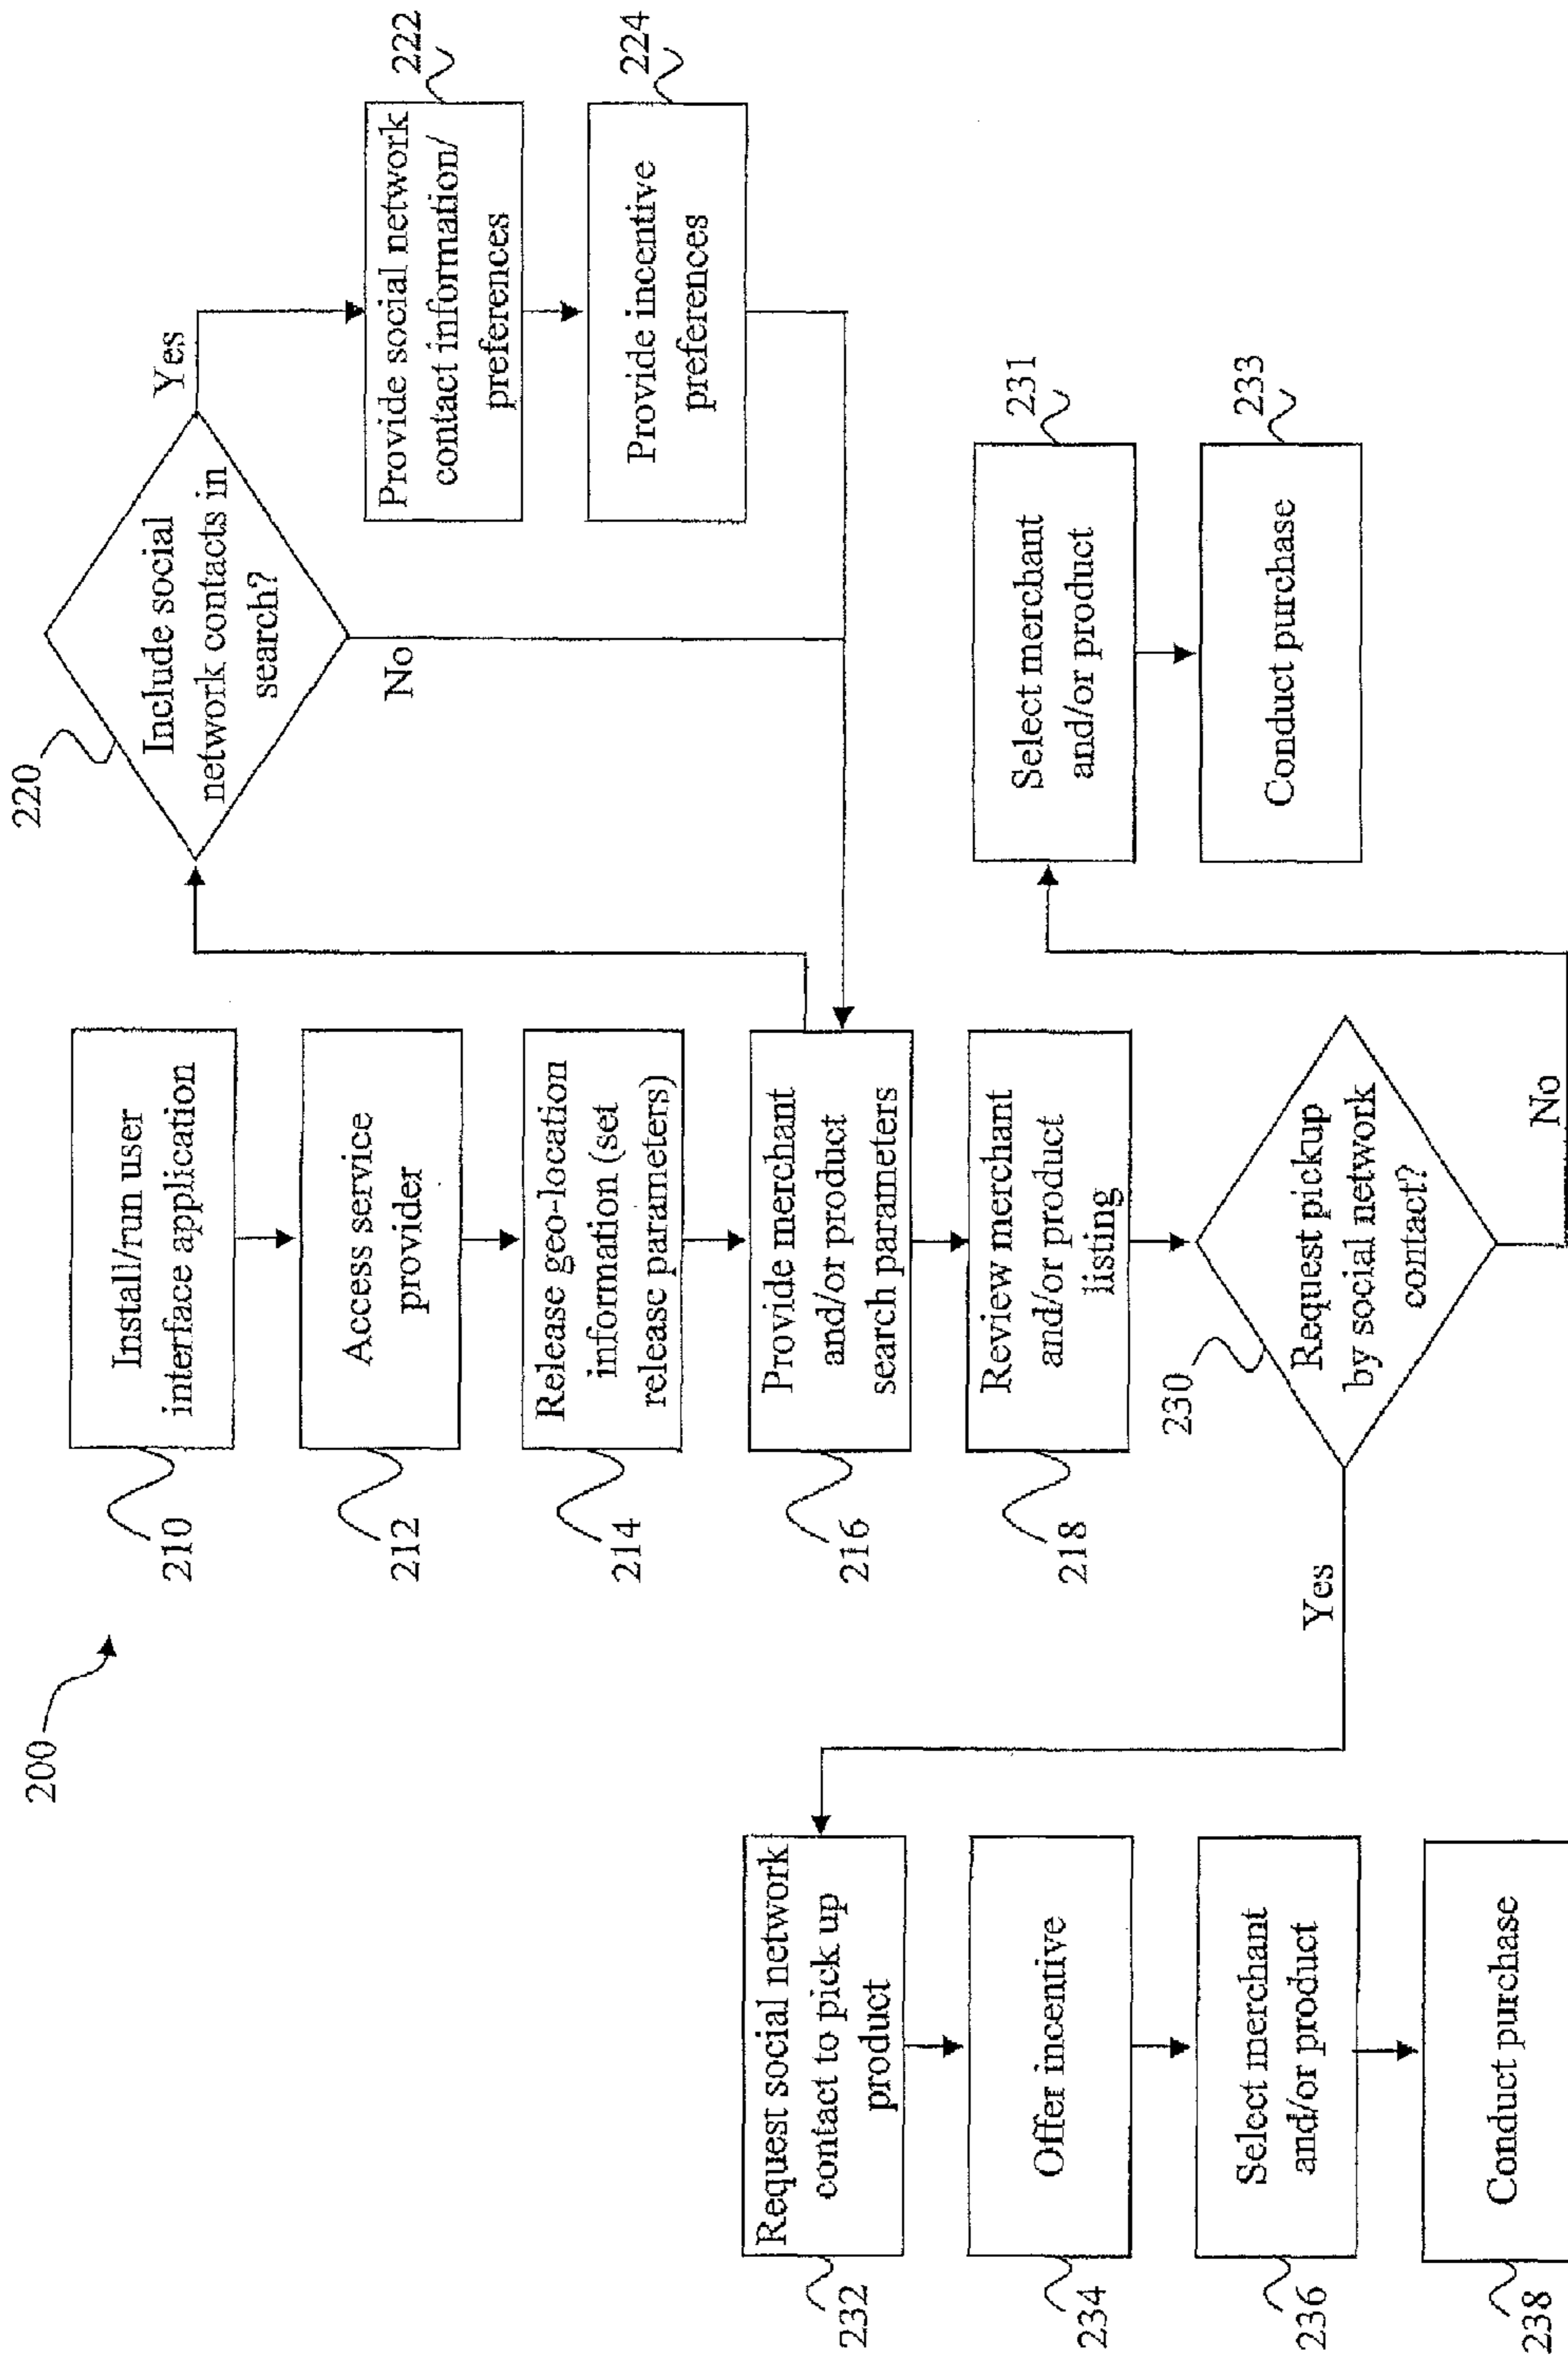 200
210
Install/run user
interface application
212
Access service
provider
214
Release geo-location
information (set
release parameters)
216
Provide merchant
and/or product
search parameters
218
Review merchant
and/or product
listing
220
Include social
network contacts in
search?
Yes
No
222
Provide social network
contact information/
preferences
224
Provide incentive
preferences
230
Request pickup
by social network
contact?
Yes
No
231
Select merchant
and/or product
233
Conduct purchase
232
Request social network
contact to pick up
product
234
Offer incentive
236
Select merchant
and/or product
238
Conduct purchase